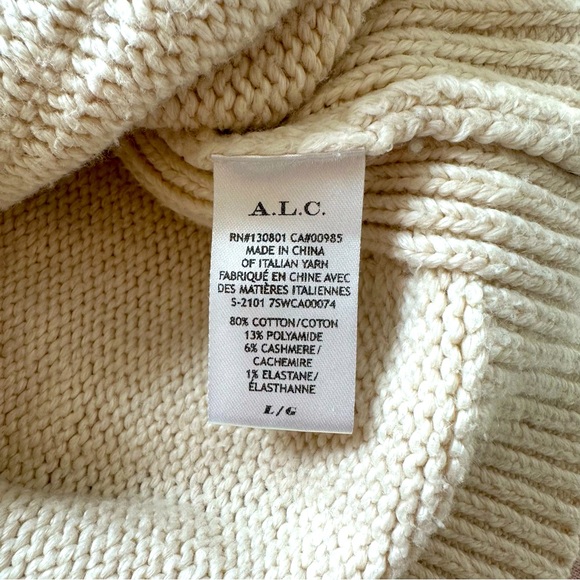 A.L.C.
RN#130801 CA#00985
MADE IN CHINA
OF ITALIAN YARN
FABRIQUÉ EN CHINE AVEC
DES MATIÈRES ITALIENNES
S-2101 7SWCA00074
80% COTTON/COTON
13% POLYAMIDE
6% CASHMERE/
CACHEMIRE
1% ELASTANE/
ÉLASTHANNE
L/G